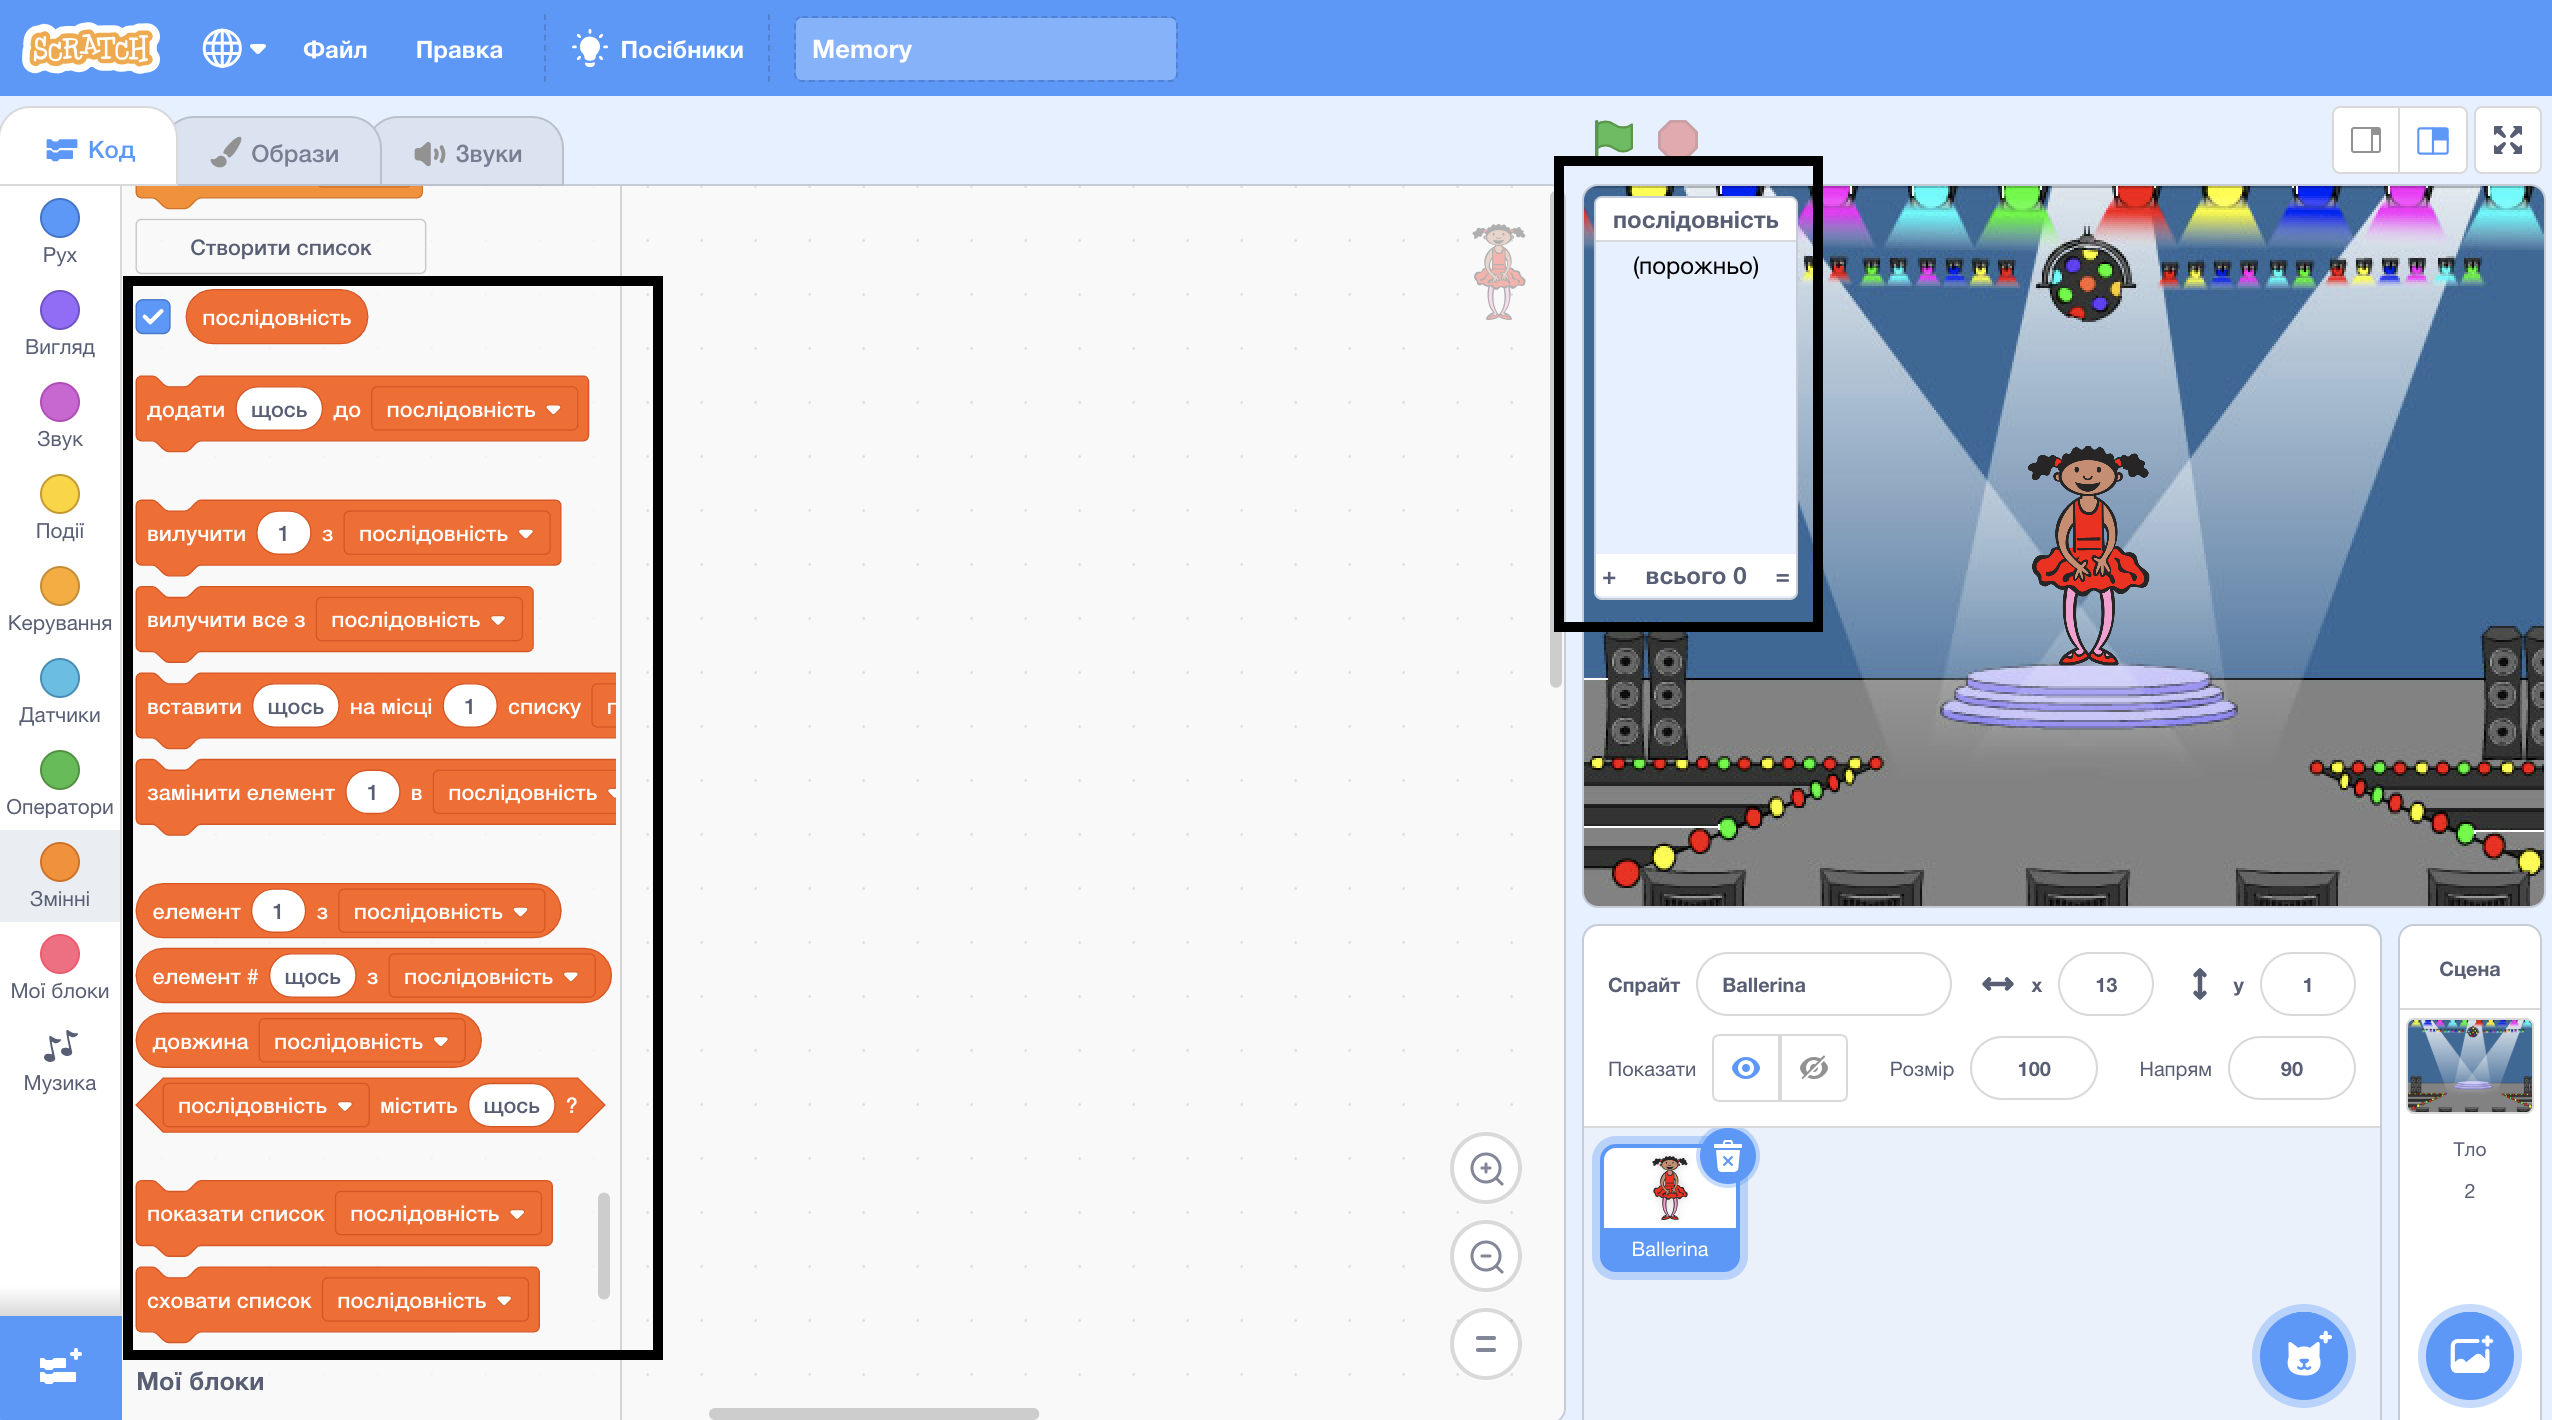 SCRATCH
Файл
Правка
Посібники
Memory
Код
Образи
Звуки
Рух
Вигляд
Звук
Події
Керування
Датчики
Оператори
Змінні
Мої блоки
Музика
Створити список
послідовність
додати щось до послідовність
вилучити 1 з послідовність
вилучити все з послідовність
вставити щось на місці 1 списку
замінити елемент 1 в послідовність
елемент 1 з послідовність
елемент # щось з послідовність
довжина послідовність
послідовність містить щось ?
показати список послідовність
сховати список послідовність
Мої блоки
послідовність
(порожньо)
+ всього 0 =
Спрайт Ballerina x 13 y 1
Показати Розмір 100 Напрям 90
Ballerina
Сцена
Тло
2